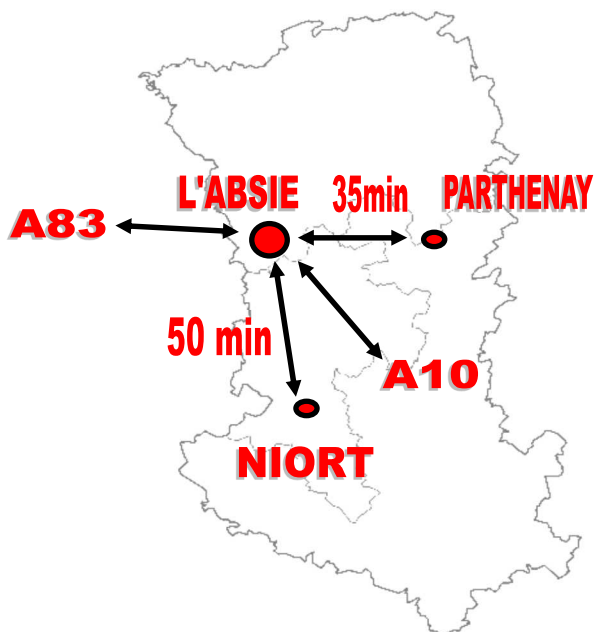 L'ABSIE
35min
PARTHENAY
A83
50 min
A10
NIORT